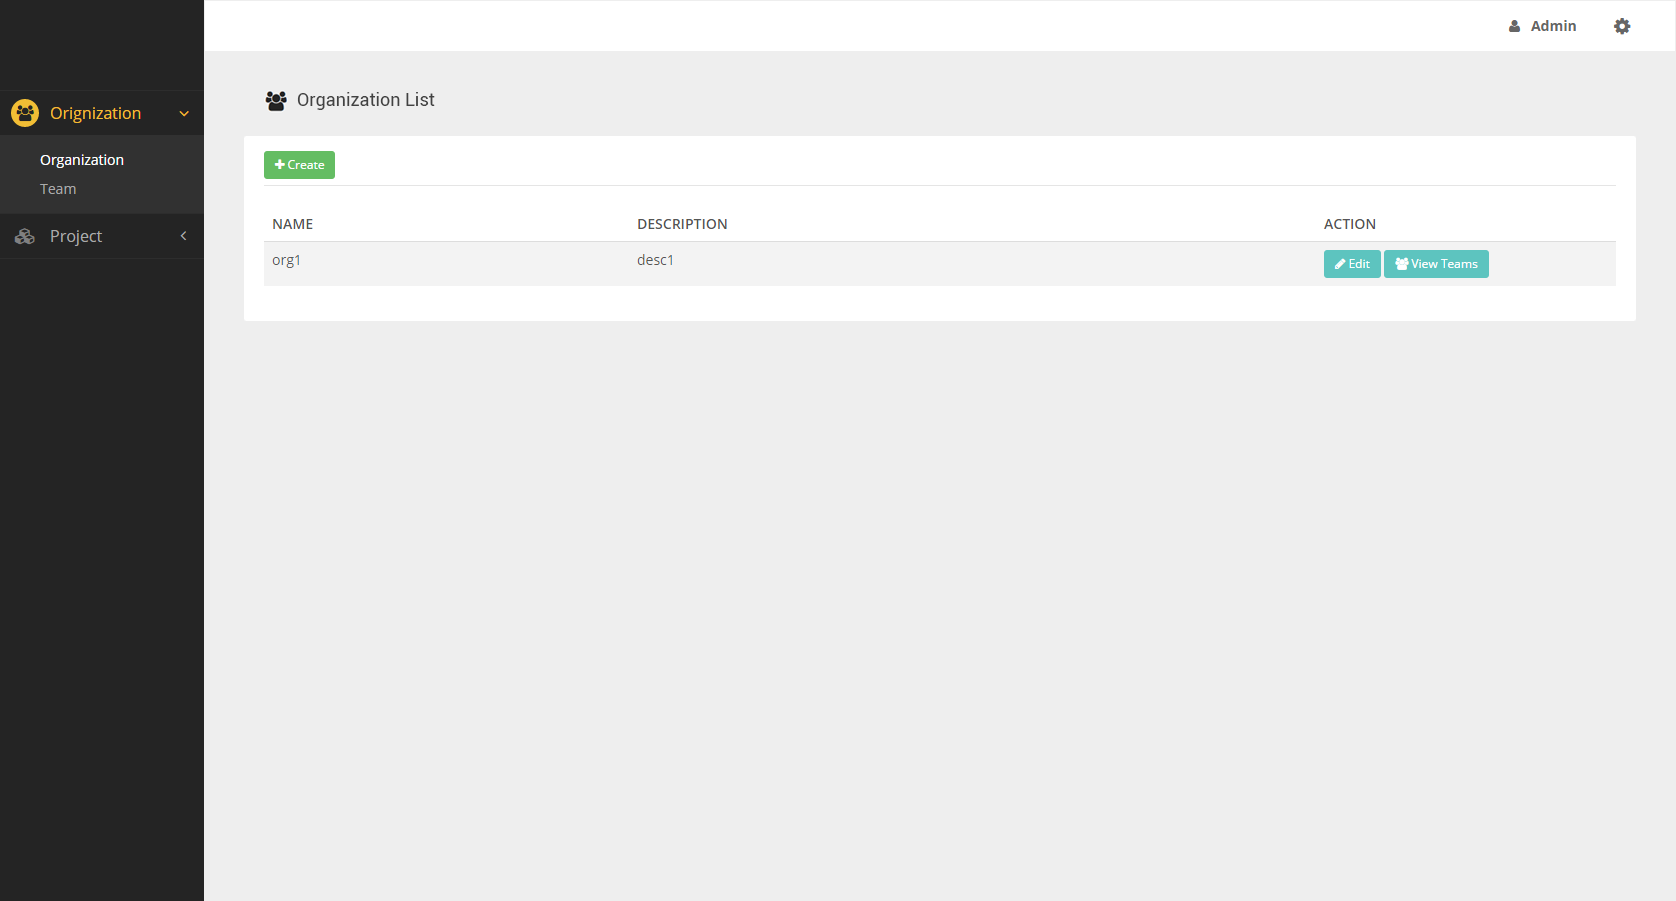 Admin
Orignization
Organization
Team
Project
Organization List
Create
NAME DESCRIPTION ACTION
org1 desc1 Edit View Teams